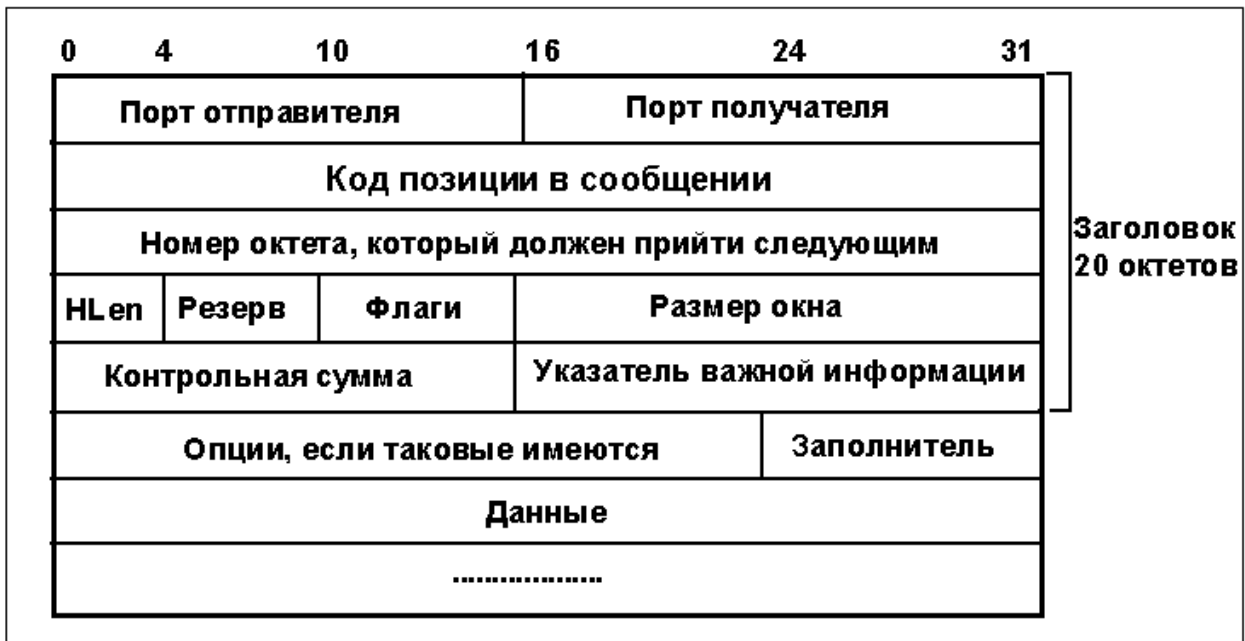 0 4 10 16 24 31
Порт отправителя Порт получателя
Код позиции в сообщении
Номер октета, который должен прийти следующим
Заголовок
20 октетов
HLen Резерв Флаги Размер окна
Контрольная сумма Указатель важной информации
Опции, если таковые имеются Заполнитель
Данные
...................